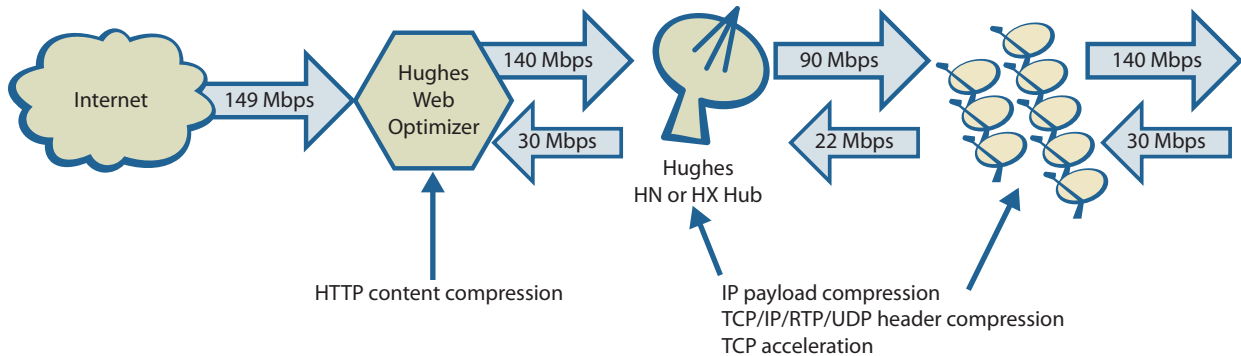 Internet
149 Mbps
Hughes
Web
Optimizer
140 Mbps
30 Mbps
Hughes
HN or HX Hub
90 Mbps
22 Mbps
140 Mbps
30 Mbps
HTTP content compression
IP payload compression
TCP/IP/RTP/UDP header compression
TCP acceleration